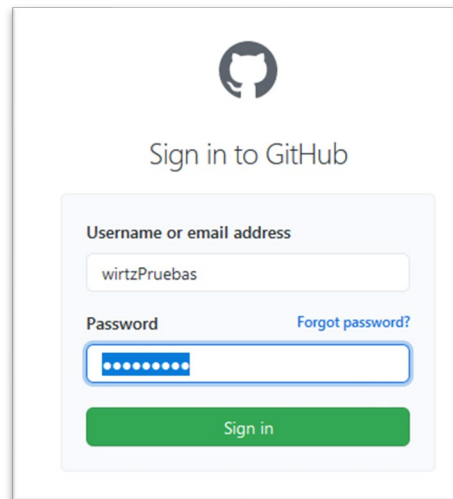 Sign in to GitHub
Username or email address
wirtzPruebas
Password Forgot password?
•••••••••
Sign in